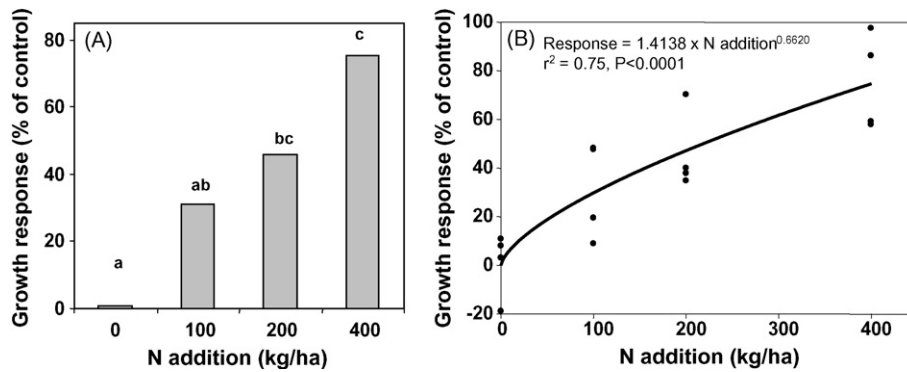 (A)
Growth response (% of control)
80
60
40
20
0
a
ab
bc
c
0 100 200 400
N addition (kg/ha)
(B)
Response = 1.4138 x N addition^0.6620
r² = 0.75, P<0.0001
Growth response (% of control)
100
80
60
40
20
0
-20
0 100 200 300 400
N addition (kg/ha)